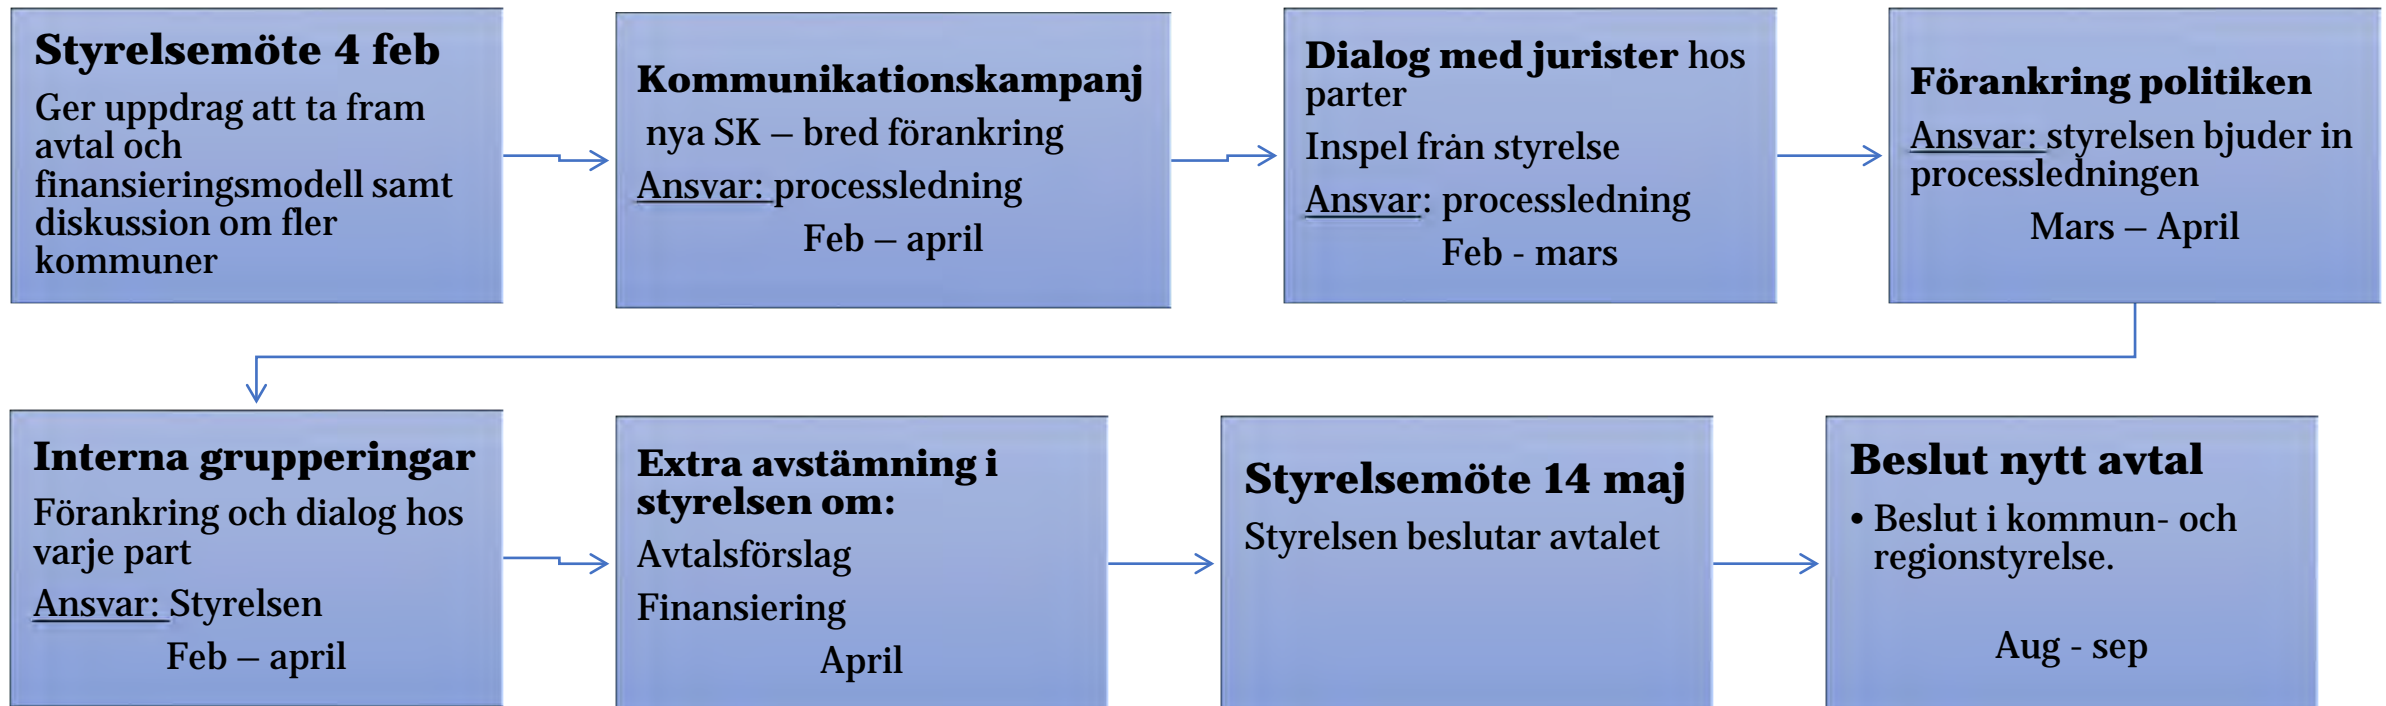 Styrelsemöte 4 feb
Ger uppdrag att ta fram
avtal och
finansieringsmodell samt
diskussion om fler
kommuner
Kommunikationskampanj
nya SK – bred förankring
Ansvar: processledning
Feb – april
Dialog med jurister hos
parter
Inspel från styrelse
Ansvar: processledning
Feb - mars
Förankring politiken
Ansvar: styrelsen bjuder in
processledningen
Mars – April
Interna grupperingar
Förankring och dialog hos
varje part
Ansvar: Styrelsen
Feb – april
Extra avstämning i
styrelsen om:
Avtalsförslag
Finansiering
April
Styrelsemöte 14 maj
Styrelsen beslutar avtalet
Beslut nytt avtal
• Beslut i kommun- och
regionstyrelse.
Aug - sep